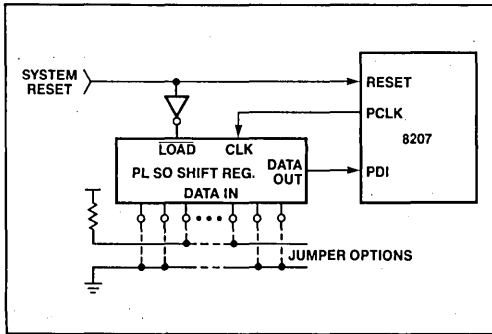 SYSTEM
RESET
RESET
PCLK
8207
LOAD CLK
DATA
OUT
PDI
PL SO SHIFT REG.
DATA IN
JUMPER OPTIONS